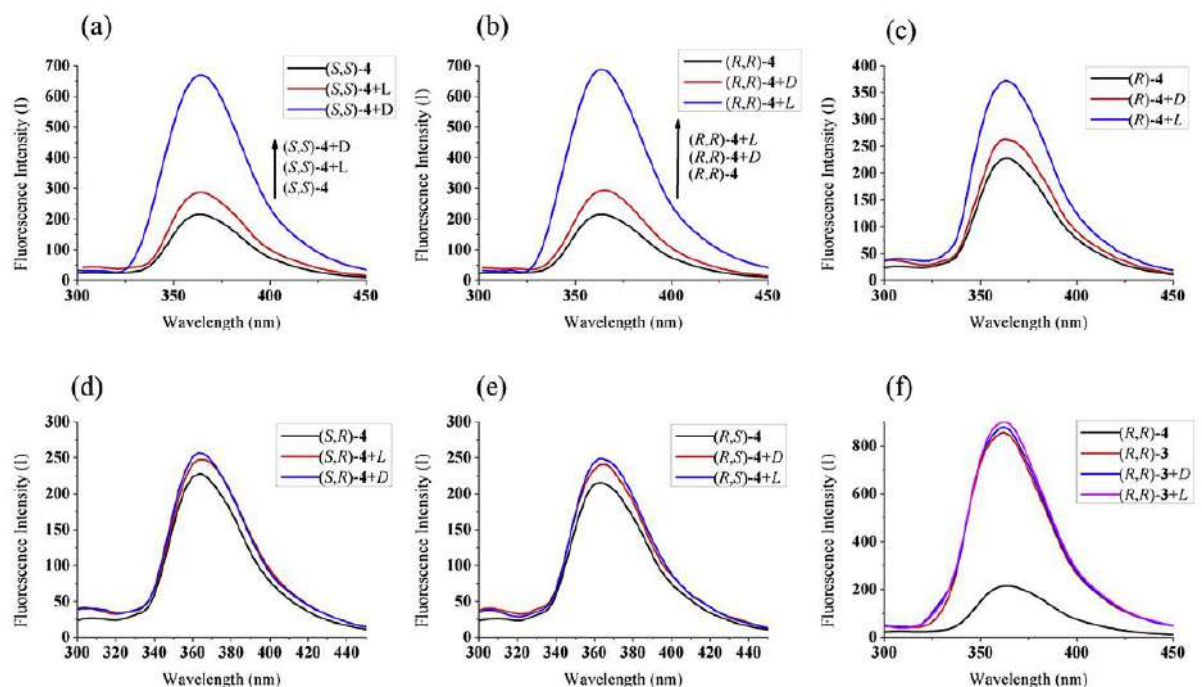 (a)
(b)
(c)
Fluorescence Intensity (I)
700
600
500
400
300
200
100
0
(S,S)-4
(S,S)-4+L
(S,S)-4+D
(S,S)-4+D
(S,S)-4+L
(S,S)-4
300
350
400
450
Wavelength (nm)
Fluorescence Intensity (I)
700
600
500
400
300
200
100
0
(R,R)-4
(R,R)-4+D
(R,R)-4+L
(R,R)-4+L
(R,R)-4+D
(R,R)-4
300
350
400
450
Wavelength (nm)
Fluorescence Intensity (I)
400
350
300
250
200
150
100
50
0
(R)-4
(R)-4+D
(R)-4+L
300
350
400
450
Wavelength (nm)
(d)
(e)
(f)
Fluorescence Intensity (I)
300
250
200
150
100
50
0
(S,R)-4
(S,R)-4+L
(S,R)-4+D
300 320 340 360 380 400 420 440
Wavelength (nm)
Fluorescence Intensity (I)
300
250
200
150
100
50
0
(R,S)-4
(R,S)-4+D
(R,S)-4+L
300 320 340 360 380 400 420 440
Wavelength (nm)
Fluorescence Intensity (I)
800
600
400
200
0
(R,R)-4
(R,R)-3
(R,R)-3+D
(R,R)-3+L
300
350
400
450
Wavelength (nm)